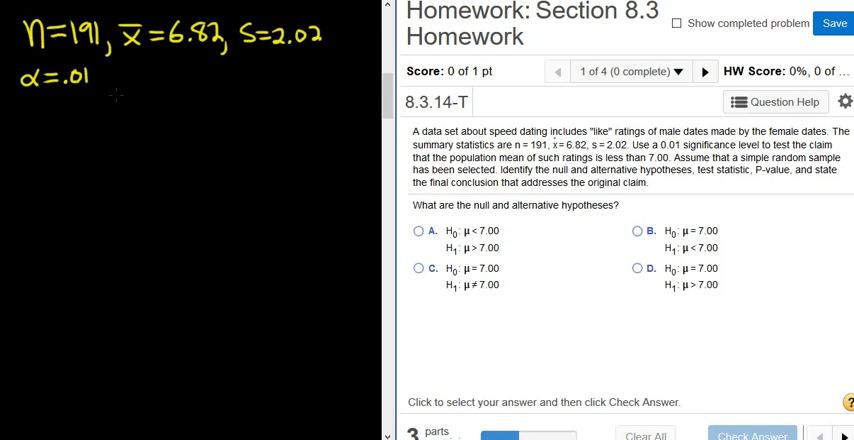 n=191, x̄=6.82, s=2.02
α=.01
Homework: Section 8.3
Homework
Show completed problem
Save
Score: 0 of 1 pt
1 of 4 (0 complete)
HW Score: 0%, 0 of ...
8.3.14-T
Question Help
A data set about speed dating includes "like" ratings of male dates made by the female dates. The
summary statistics are n = 191, x̄ = 6.82, s = 2.02. Use a 0.01 significance level to test the claim
that the population mean of such ratings is less than 7.00. Assume that a simple random sample
has been selected. Identify the null and alternative hypotheses, test statistic, P-value, and state
the final conclusion that addresses the original claim.
What are the null and alternative hypotheses?
A. H₀: μ < 7.00
H₁: μ > 7.00
B. H₀: μ = 7.00
H₁: μ < 7.00
C. H₀: μ = 7.00
H₁: μ ≠ 7.00
D. H₀: μ = 7.00
H₁: μ > 7.00
Click to select your answer and then click Check Answer.
?
3 parts
Clear All
Check Answer